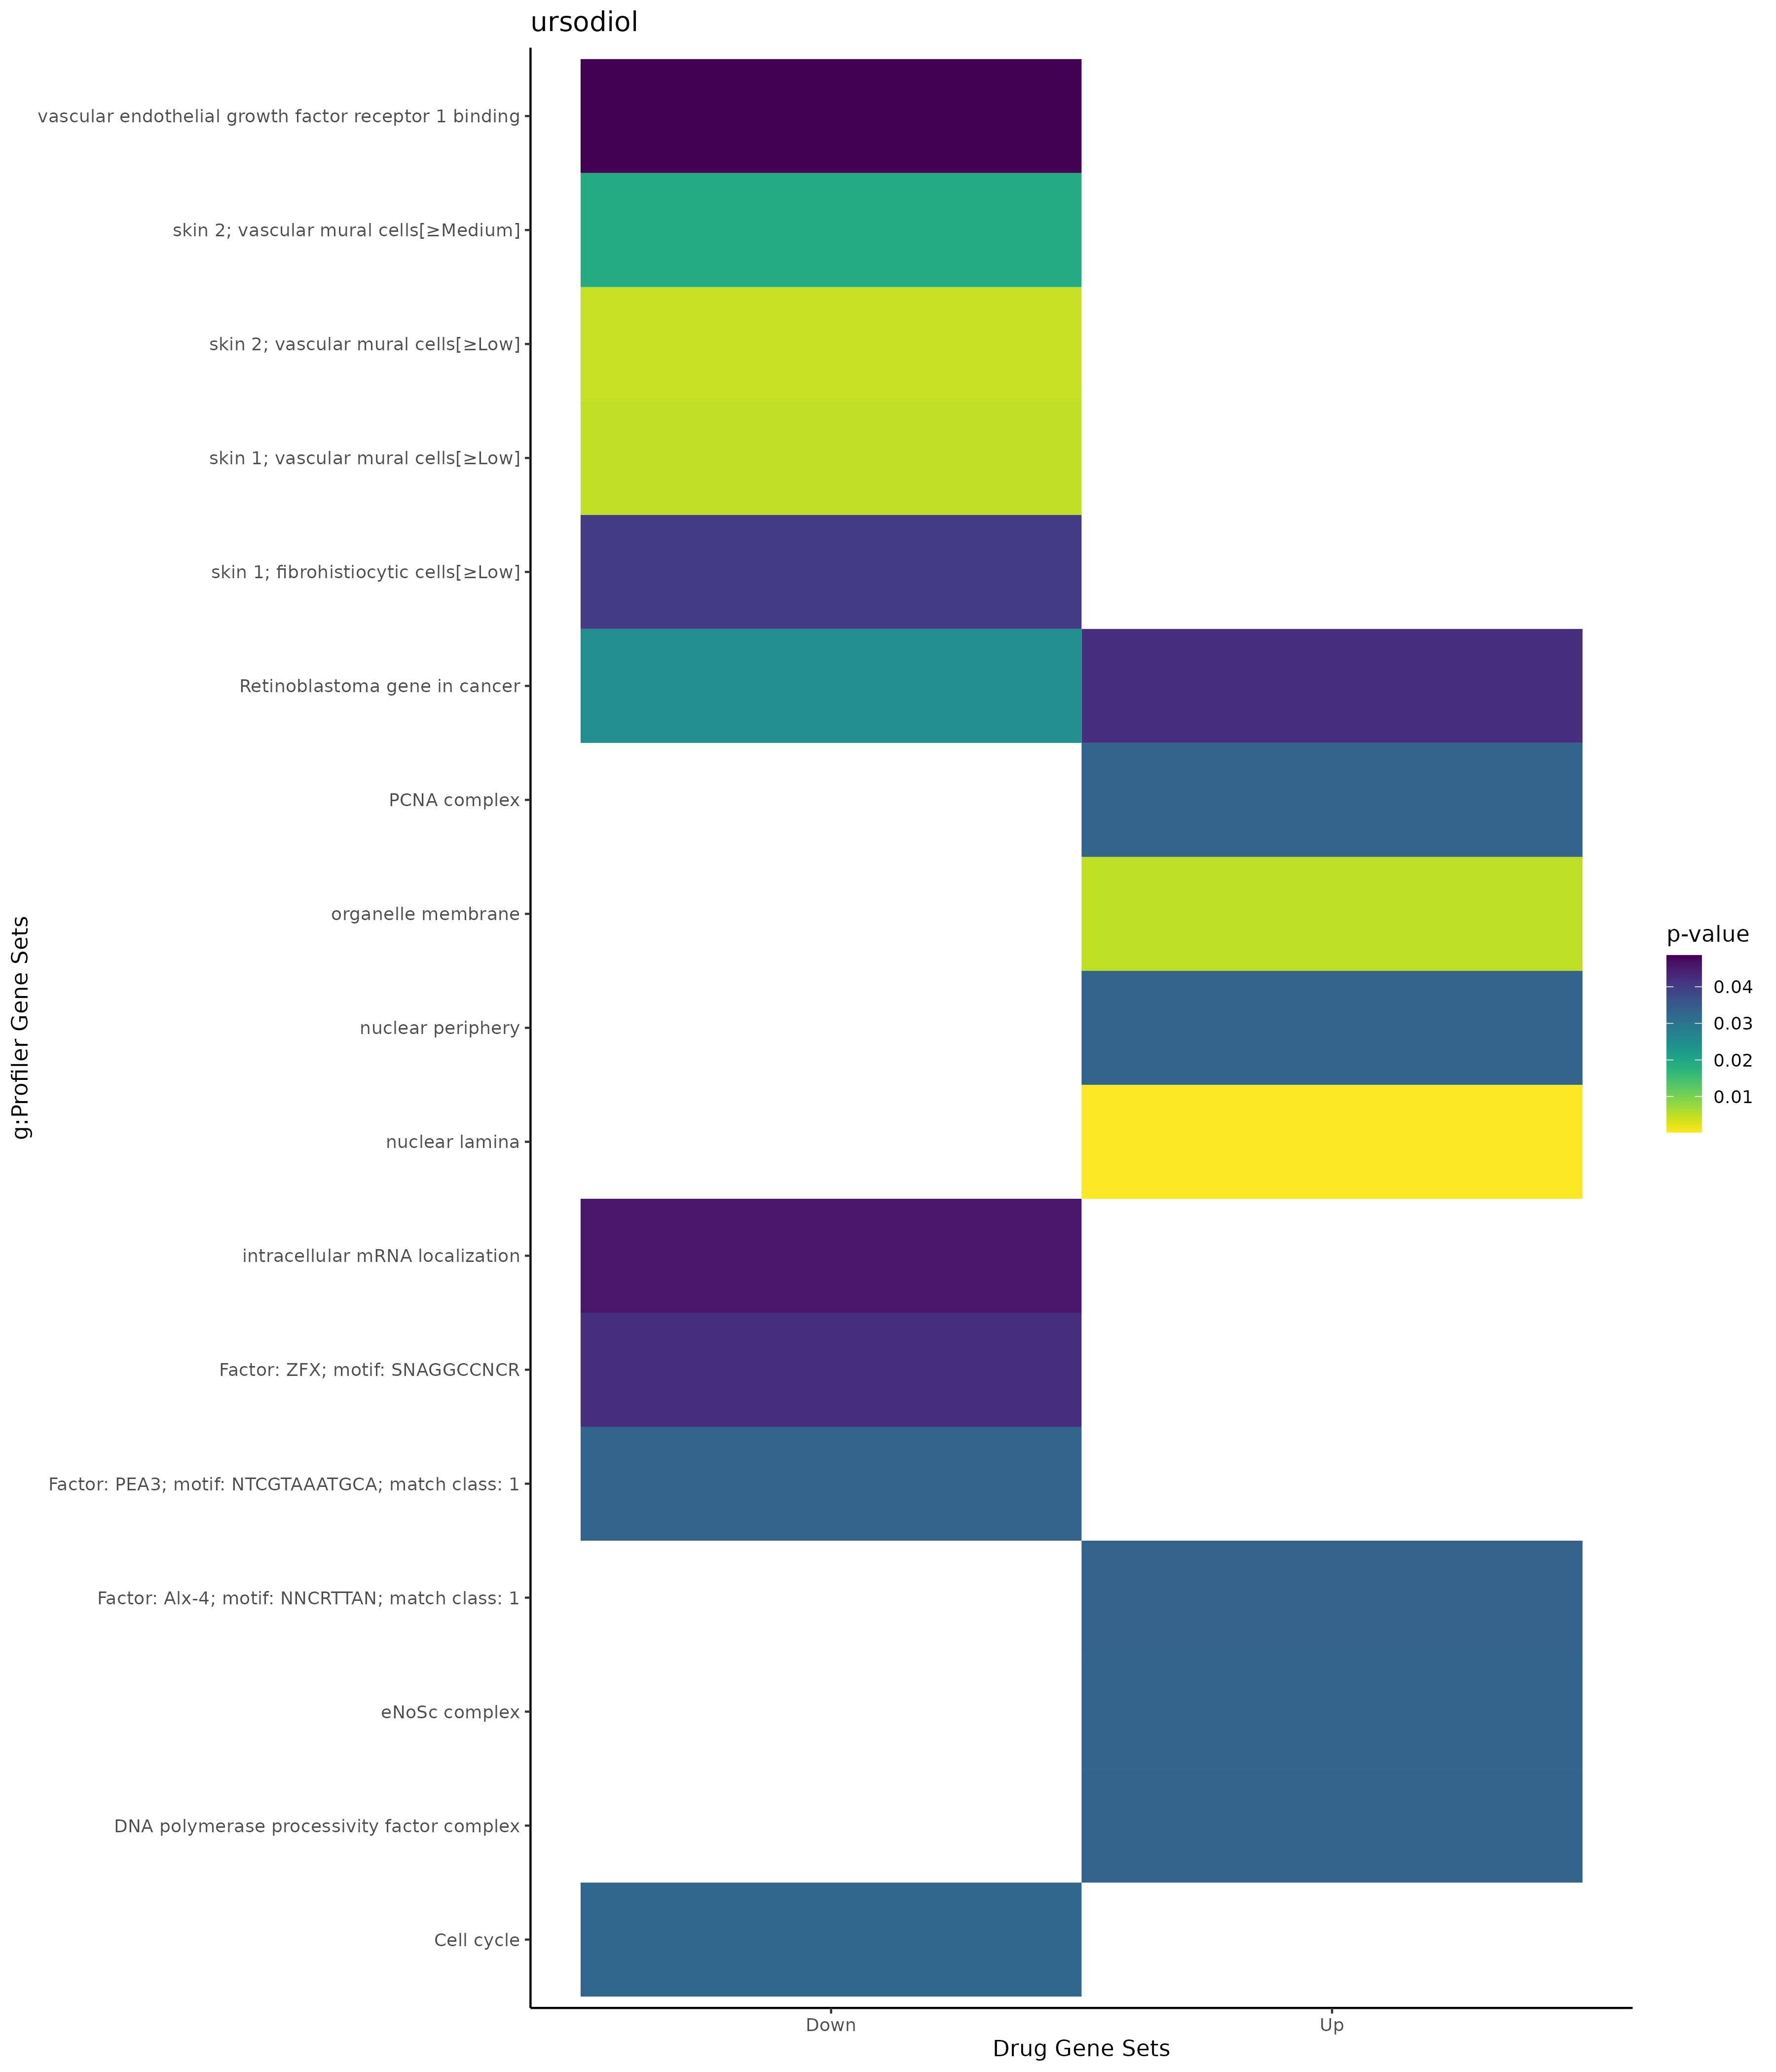 ursodiol
vascular endothelial growth factor receptor 1 binding
skin 2; vascular mural cells[≥Medium]
skin 2; vascular mural cells[≥Low]
skin 1; vascular mural cells[≥Low]
skin 1; fibrohistiocytic cells[≥Low]
Retinoblastoma gene in cancer
PCNA complex
organelle membrane
nuclear periphery
nuclear lamina
intracellular mRNA localization
Factor: ZFX; motif: SNAGGCCNCR
Factor: PEA3; motif: NTCGTAAATGCA; match class: 1
Factor: Alx-4; motif: NNCRTTAN; match class: 1
eNoSc complex
DNA polymerase processivity factor complex
Cell cycle
g:Profiler Gene Sets
Down
Up
Drug Gene Sets
p-value
0.04
0.03
0.02
0.01